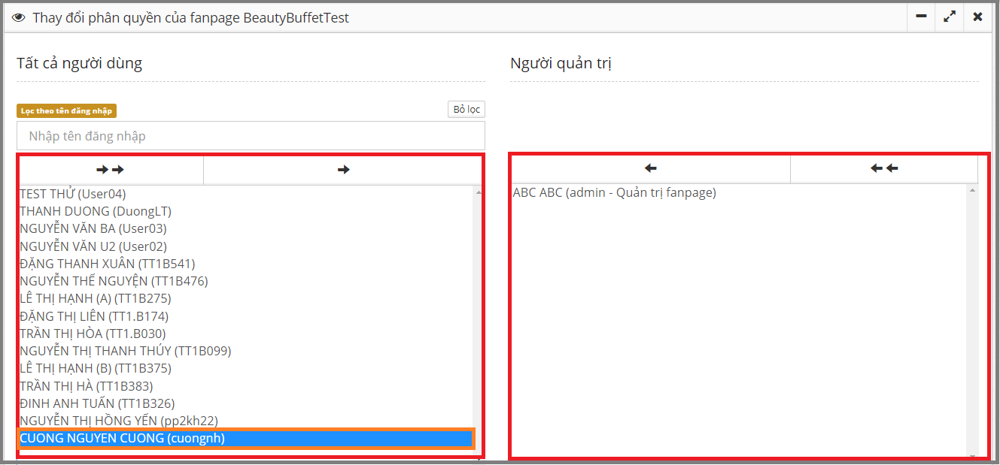 Thay đổi phân quyền của fanpage BeautyBuffetTest
Tất cả người dùng
Lọc theo tên đăng nhập
Bỏ lọc
Nhập tên đăng nhập
TEST THỬ (User04)
THANH DUONG (DuongLT)
NGUYỄN VĂN BA (User03)
NGUYỄN VĂN U2 (User02)
ĐẶNG THANH XUÂN (TT1B541)
NGUYỄN THẾ NGUYỆN (TT1B476)
LÊ THỊ HẠNH (A) (TT1B275)
ĐẶNG THỊ LIÊN (TT1.B174)
TRẦN THỊ HÒA (TT1.B030)
NGUYỄN THỊ THANH THÚY (TT1B099)
LÊ THỊ HẠNH (B) (TT1B375)
TRẦN THỊ HÀ (TT1B383)
ĐINH ANH TUẤN (TT1B326)
NGUYỄN THỊ HỒNG YẾN (pp2kh22)
CUONG NGUYEN CUONG (cuongnh)
Người quản trị
ABC ABC (admin - Quản trị fanpage)